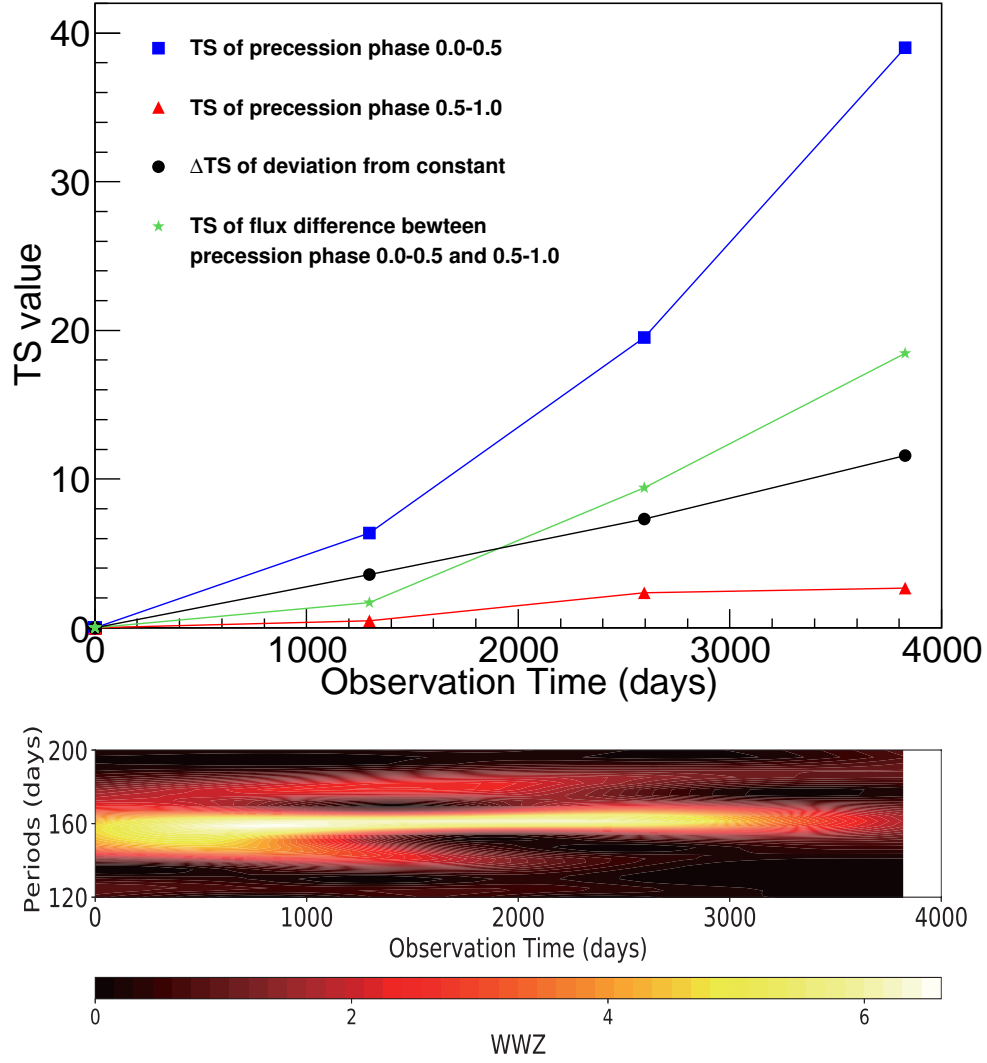 40
30
20
10
0
TS value
TS of precession phase 0.0-0.5
TS of precession phase 0.5-1.0
ΔTS of deviation from constant
TS of flux difference bewteen
precession phase 0.0-0.5 and 0.5-1.0
0 1000 2000 3000 4000
Observation Time (days)
200
160
120
Periods (days)
0 1000 2000 3000 4000
Observation Time (days)
0 2 4 6
WWZ